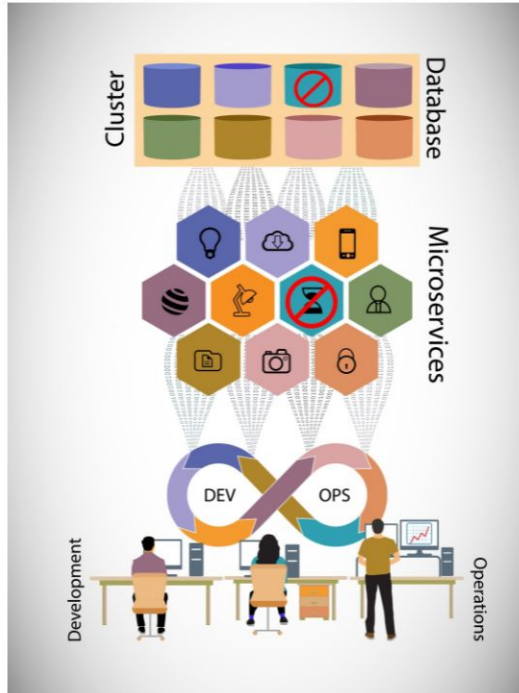 Cluster
Database
Microservices
DEV
OPS
Development
Operations